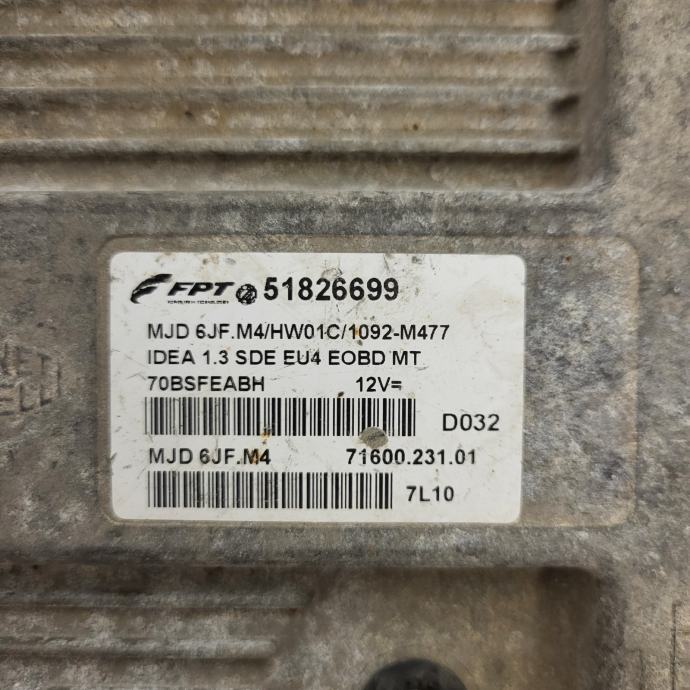 FPT 51826699
MJD 6JF.M4/HW01C/1092-M477
IDEA 1.3 SDE EU4 EOBD MT
70BSFEABH 12V=
D032
MJD 6JF.M4 71600.231.01
7L10